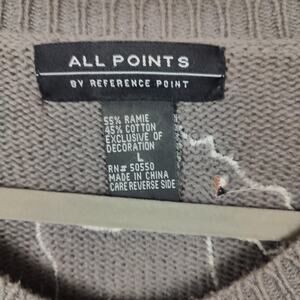 ALL POINTS
BY REFERENCE POINT
55% RAMIE
45% COTTON
EXCLUSIVE OF
DECORATION
L
RN# 50550
MADE IN CHINA
CARE REVERSE SIDE